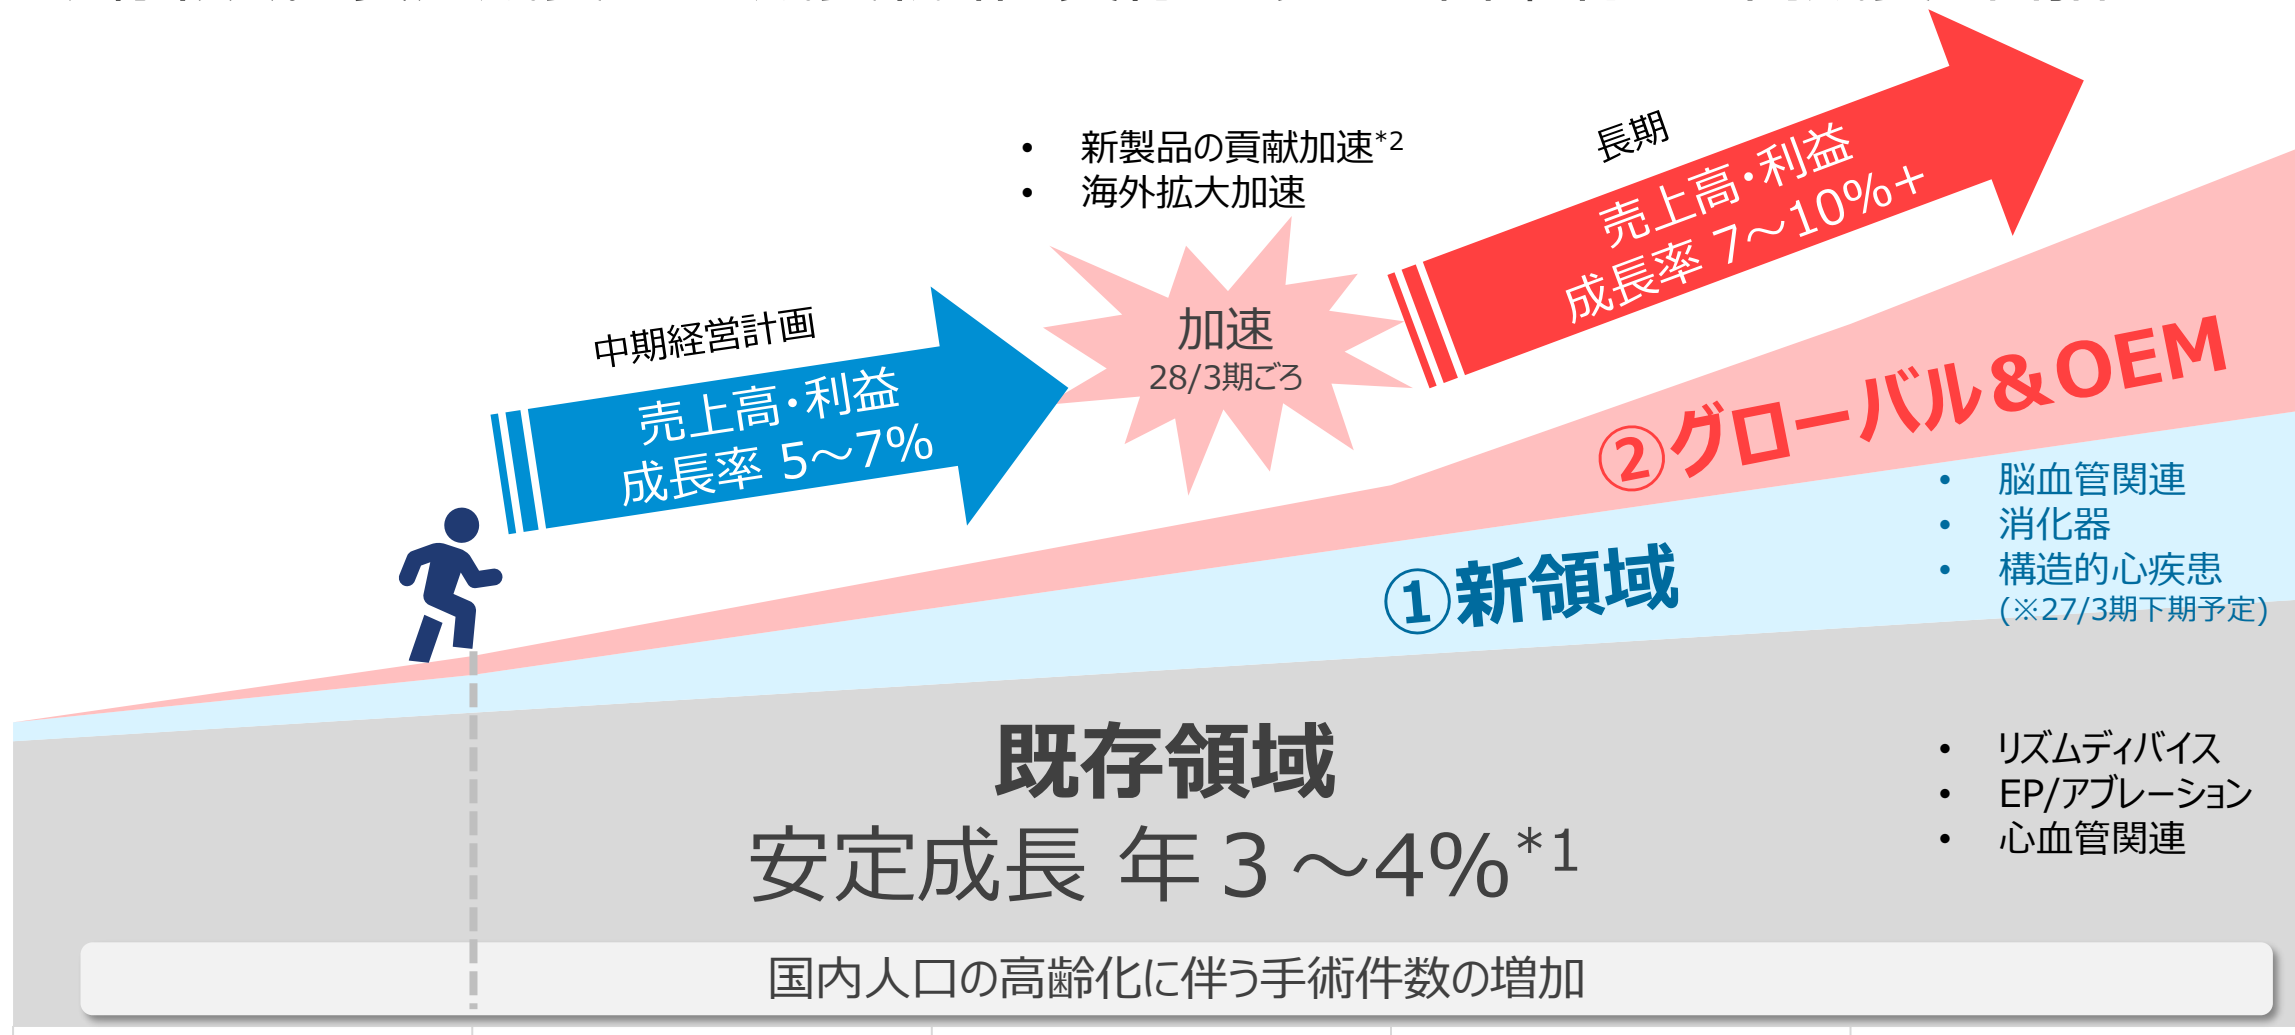 • 新製品の貢献加速*2
• 海外拡大加速
長期
売上高・利益
成長率 7～10%+
中期経営計画
売上高・利益
成長率 5～7%
加速
28/3期ごろ
②グローバル＆OEM
• 脳血管関連
• 消化器
• 構造的心疾患
(※27/3期下期予定)
①新領域
既存領域
安定成長 年３～4%*1
• リズムディバイス
• EP/アブレーション
• 心血管関連
国内人口の高齢化に伴う手術件数の増加